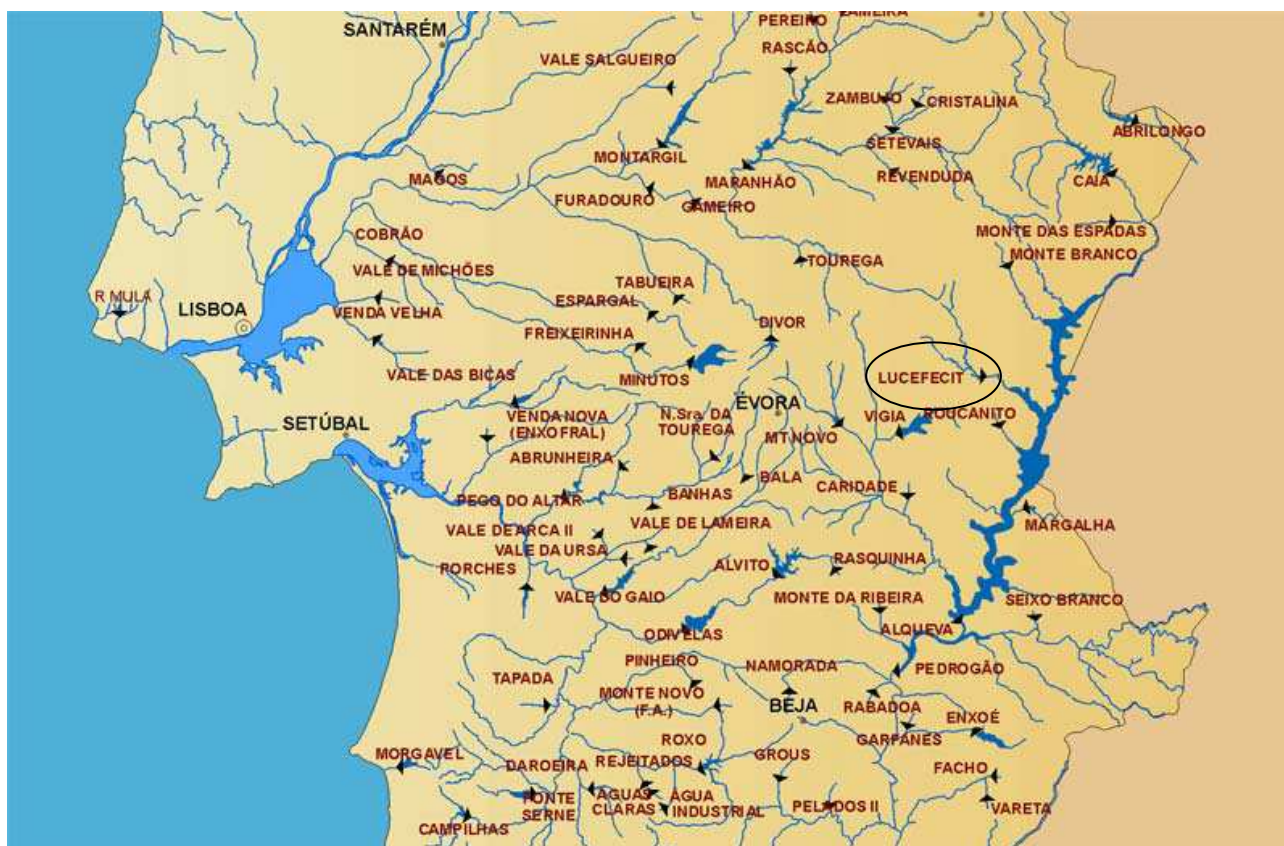 PEREIRO
ZAMEIRA
SANTARÉM
RASCÃO
VALE SALGUEIRO
ZAMBUJO
CRISTALINA
ABRILONGO
SETEVAIS
MONTARGIL
MAGOS
MARANHÃO
REVENDUDA
CAIA
FURADOURO
GAMEIRO
MONTE DAS ESPADAS
COBRÃO
MONTE BRANCO
TOUREGA
VALE DE MICHÕES
TABUEIRA
R MULA
ESPARGAL
LISBOA
VENDA VELHA
DIVOR
FREIXEIRINHA
VALE DAS BICAS
MINUTOS
LUCEFECIT
ÉVORA
SETÚBAL
VENDA NOVA
(ENXOFRAL)
N.Sra. DA
TOUREGA
VIGIA
ROUCANITO
MT NOVO
ABRUNHEIRA
BALA
CARIDADE
PEGO DO ALTAR
BANHAS
VALE DE ARCA II
VALE DE LAMEIRA
MARGALHA
VALE DA URSA
PORCHES
ALVITO
RASQUINHA
VALE DO GAIO
MONTE DA RIBEIRA
SEIXO BRANCO
ODIVELAS
ALQUEVA
PINHEIRO
NAMORADA
PEDROGÃO
TAPADA
MONTE NOVO
(F.A.)
BEJA
RABADOA
ENXOÉ
GARFANES
ROXO
MORGAVEL
DAROEIRA
REJEITADOS
GROUS
FACHO
FONTE
SERNE
AGUAS
CLARAS
ÁGUA
INDUSTRIAL
PELADOS II
VARETA
CAMPILHAS